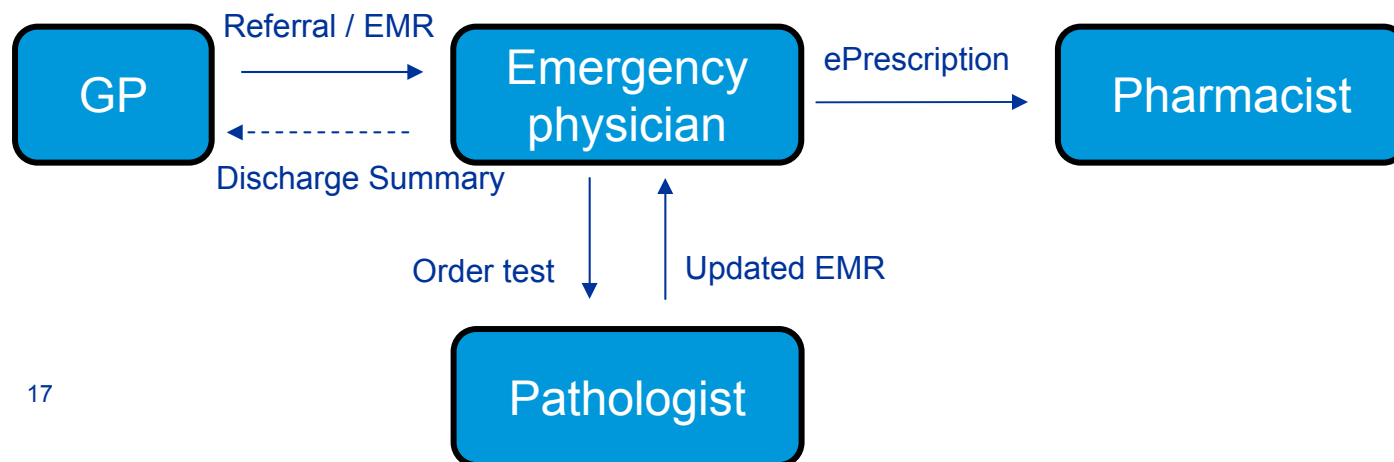 Referral / EMR
GP
Emergency
physician
ePrescription
Pharmacist
Discharge Summary
Order test
Updated EMR
Pathologist
17